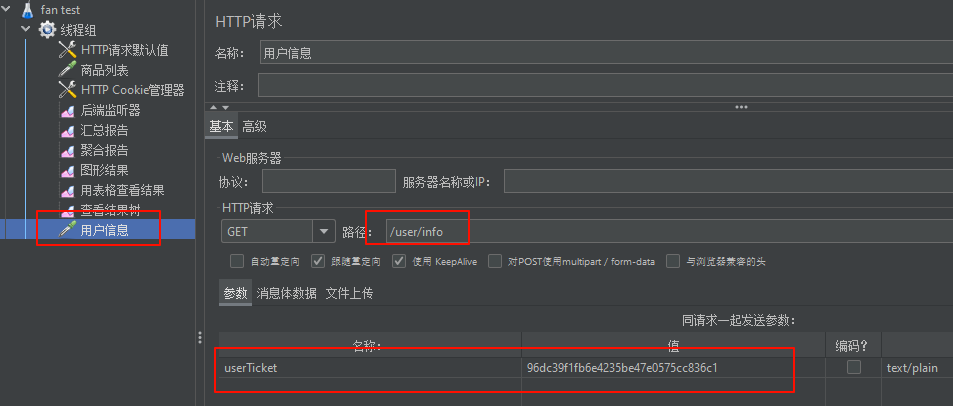 fan test
线程组
HTTP请求默认值
商品列表
HTTP Cookie管理器
后端监听器
汇总报告
聚合报告
图形结果
用表格查看结果
查看结果树
用户信息
HTTP请求
名称： 用户信息
注释：
基本 高级
Web服务器
协议： 服务器名称或IP：
HTTP请求
GET 路径： /user/info
自动重定向 跟随重定向 使用 KeepAlive 对POST使用multipart / form-data 与浏览器兼容的头
参数 消息体数据 文件上传
同请求一起发送参数：
名称： 值 编码？
userTicket 96dc39f1fb6e4235be47e0575cc836c1 text/plain